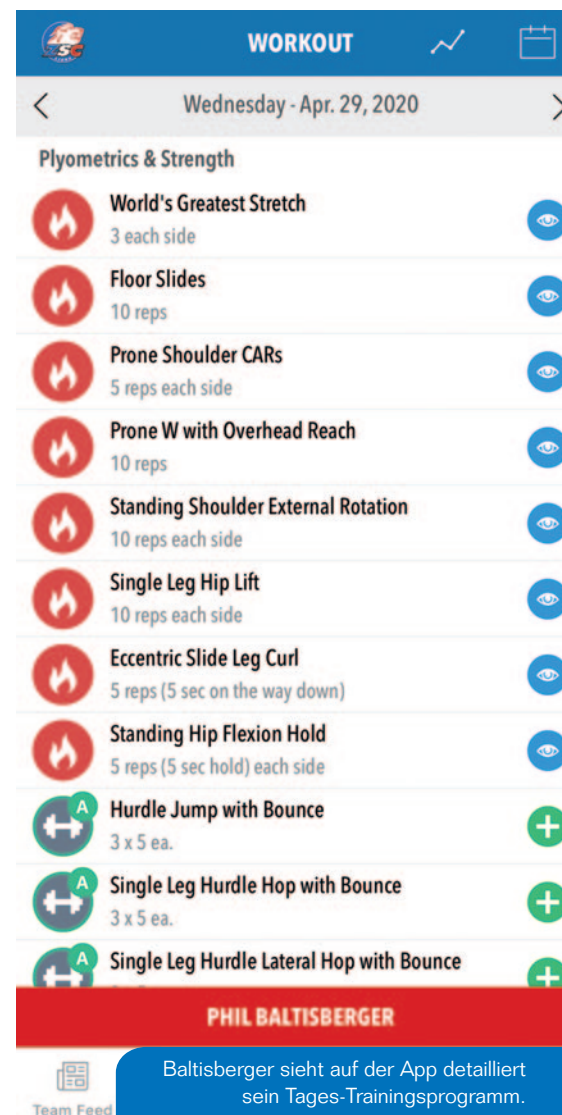 SC
WORKOUT
Wednesday - Apr. 29, 2020
Plyometrics & Strength
World's Greatest Stretch
3 each side
Floor Slides
10 reps
Prone Shoulder CARs
5 reps each side
Prone W with Overhead Reach
10 reps
Standing Shoulder External Rotation
10 reps each side
Single Leg Hip Lift
10 reps each side
Eccentric Slide Leg Curl
5 reps (5 sec on the way down)
Standing Hip Flexion Hold
5 reps (5 sec hold) each side
A
Hurdle Jump with Bounce
3 x 5 ea.
A
Single Leg Hurdle Hop with Bounce
3 x 5 ea.
A
Single Leg Hurdle Lateral Hop with Bounce
PHIL BALTISBERGER
Team Feed
Baltisberger sieht auf der App detailliert
sein Tages-Trainingsprogramm.